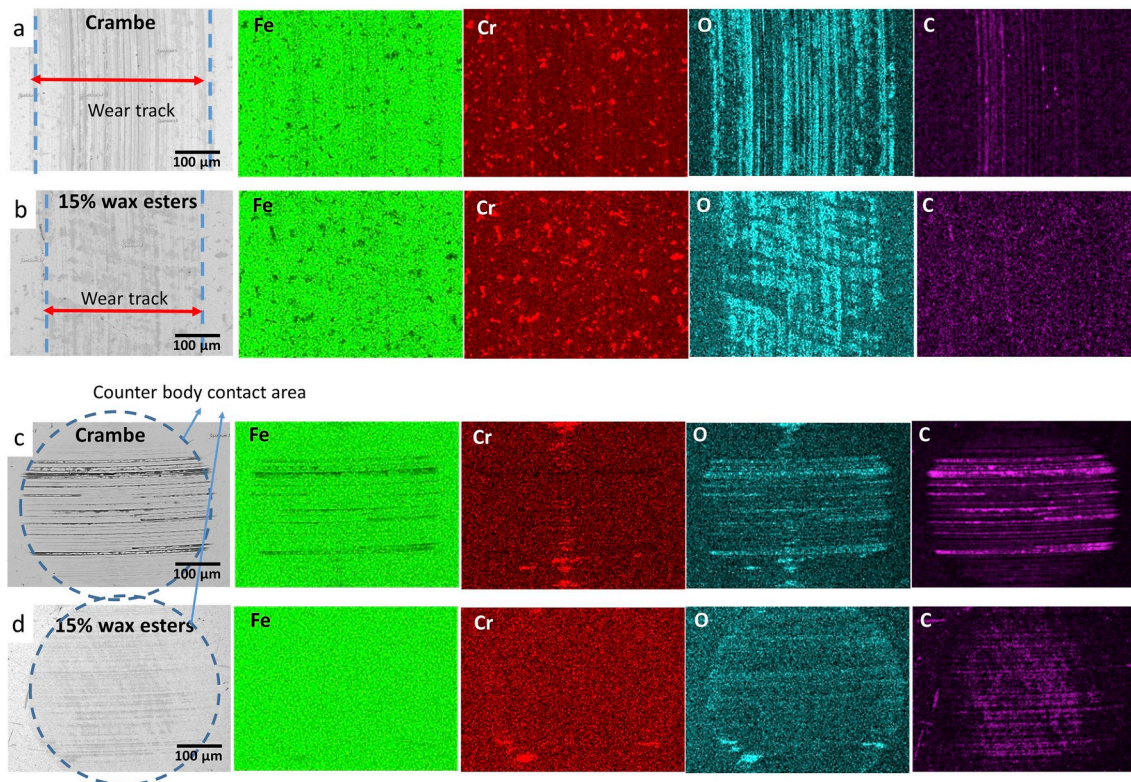 a
Crambe
Wear track
100 µm
Fe
Cr
O
C
b
15% wax esters
Wear track
100 µm
Fe
Cr
O
C
Counter body contact area
c
Crambe
100 µm
Fe
Cr
O
C
d
15% wax esters
100 µm
Fe
Cr
O
C